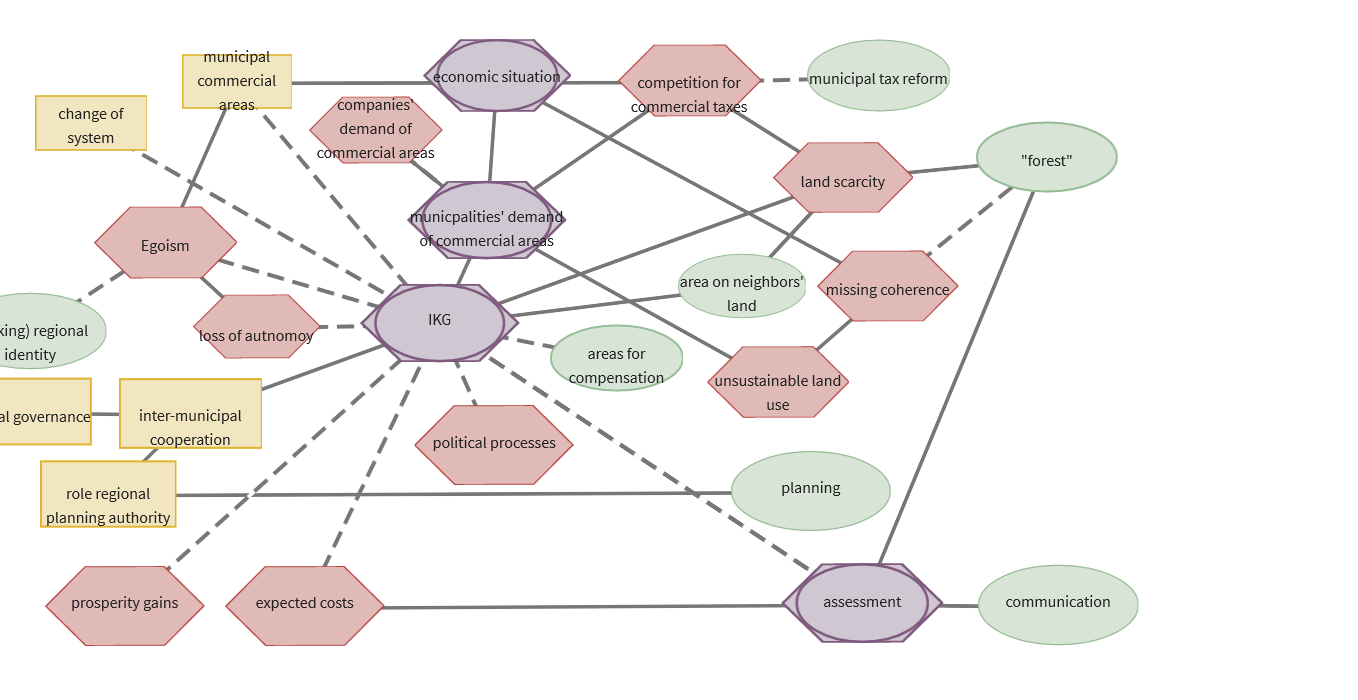 municipal
commercial
areas
economic situation
competition for
commercial taxes
municipal tax reform
change of
system
companies'
demand of
commercial areas
"forest"
land scarcity
municpalities' demand
of commercial areas
Egoism
area on neighbors'
land
missing coherence
IKG
king) regional
identity
loss of autnomoy
areas for
compensation
unsustainable land
use
al governance
inter-municipal
cooperation
political processes
role regional
planning authority
planning
prosperity gains
expected costs
assessment
communication